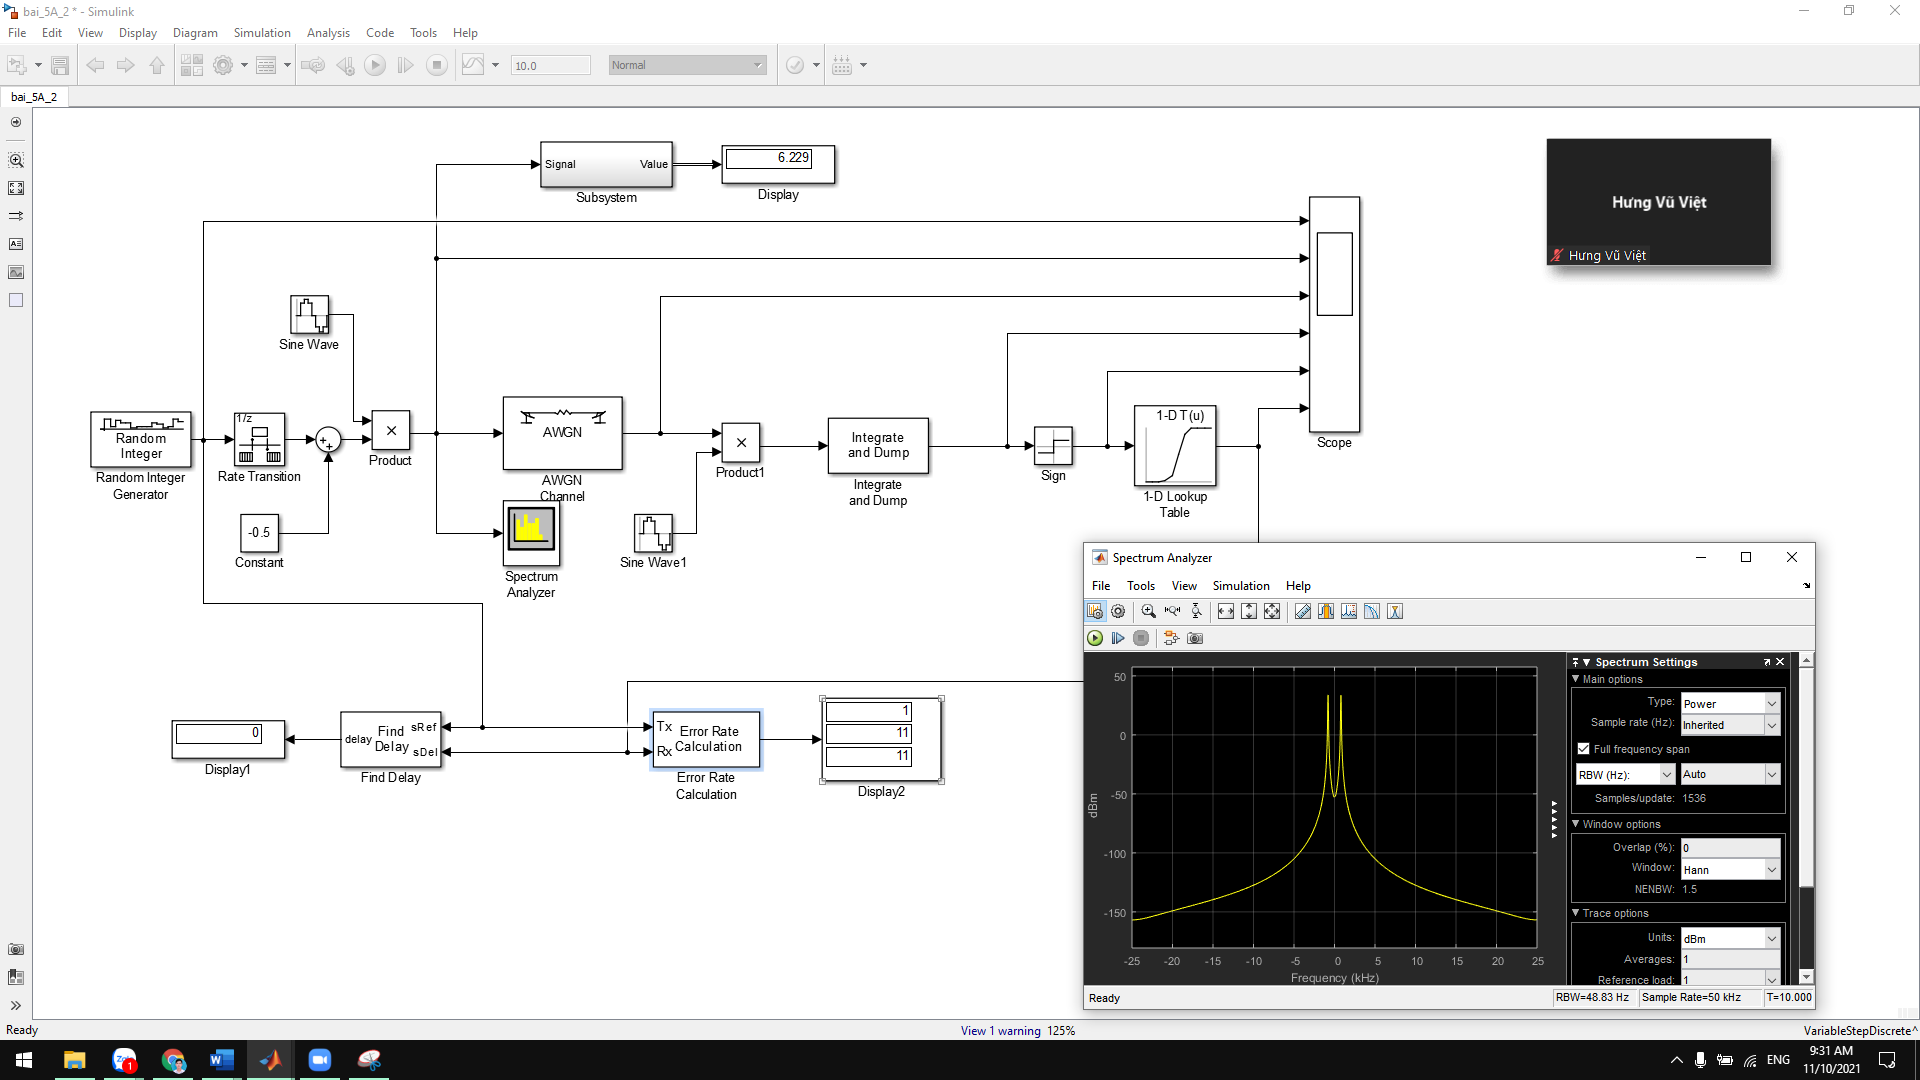 bai_5A_2 * - Simulink
File Edit View Display Diagram Simulation Analysis Code Tools Help
10.0 Normal
bai_5A_2
Signal Value
Subsystem
6.229
Display
Hưng Vũ Việt
Hưng Vũ Việt
Sine Wave
Random
Integer
Random Integer
Generator
1/z
Rate Transition
++
×
Product
-0.5
Constant
AWGN
AWGN
Channel
Spectrum
Analyzer
×
Product1
Sine Wave1
Integrate
and Dump
Integrate
and Dump
Sign
1-D T(u)
1-D Lookup
Table
Scope
0
Display1
Find
Delay
delay
sRef
sDel
Find Delay
Tx
Rx
Error Rate
Calculation
Error Rate
Calculation
1
11
11
Display2
Spectrum Analyzer
File Tools View Simulation Help
50
0
-50
-100
-150
dBm
-25 -20 -15 -10 -5 0 5 10 15 20 25
Frequency (kHz)
Spectrum Settings
Main options
Type: Power
Sample rate (Hz): Inherited
Full frequency span
RBW (Hz): Auto
Samples/update: 1536
Window options
Overlap (%): 0
Window: Hann
NENBW: 1.5
Trace options
Units: dBm
Averages: 1
Reference load: 1
Ready RBW=48.83 Hz Sample Rate=50 kHz T=10.000
Ready View 1 warning 125% VariableStepDiscrete^
1
ENG
9:31 AM
11/10/2021